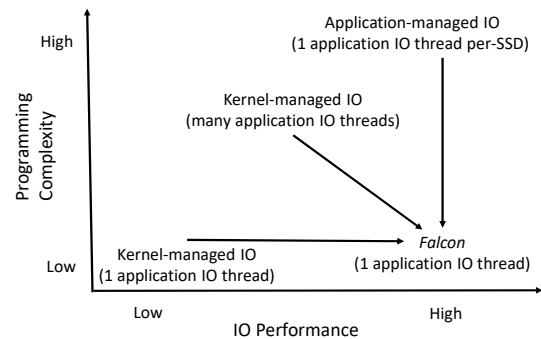 Application-managed IO
(1 application IO thread per-SSD)
High
Kernel-managed IO
(many application IO threads)
Programming
Complexity
Falcon
(1 application IO thread)
Kernel-managed IO
(1 application IO thread)
Low
Low
High
IO Performance